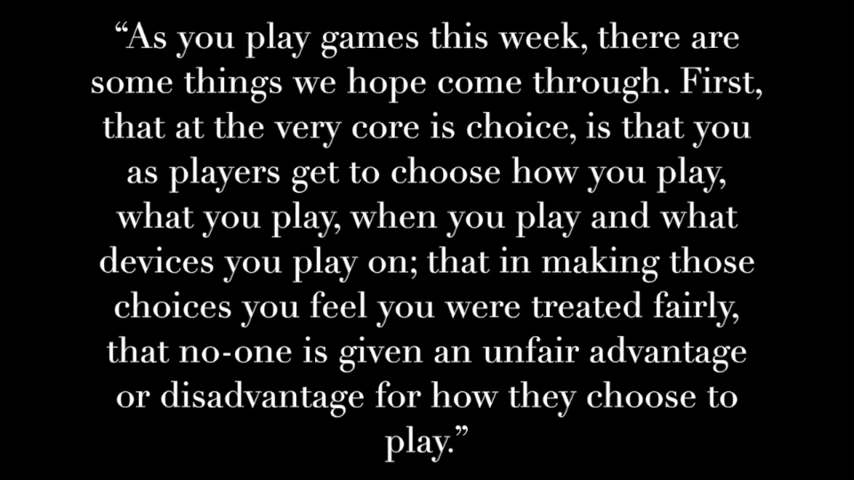 “As you play games this week, there are
some things we hope come through. First,
that at the very core is choice, is that you
as players get to choose how you play,
what you play, when you play and what
devices you play on; that in making those
choices you feel you were treated fairly,
that no-one is given an unfair advantage
or disadvantage for how they choose to
play.”